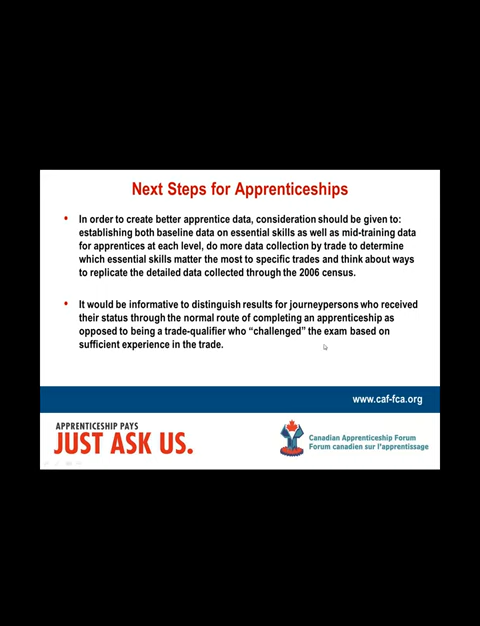 Next Steps for Apprenticeships
• In order to create better apprentice data, consideration should be given to:
establishing both baseline data on essential skills as well as mid-training data
for apprentices at each level, do more data collection by trade to determine
which essential skills matter the most to specific trades and think about ways
to replicate the detailed data collected through the 2006 census.
• It would be informative to distinguish results for journeypersons who received
their status through the normal route of completing an apprenticeship as
opposed to being a trade-qualifier who “challenged” the exam based on
sufficient experience in the trade.
www.caf-fca.org
APPRENTICESHIP PAYS
JUST ASK US.
Canadian Apprenticeship Forum
Forum canadien sur l'apprentissage